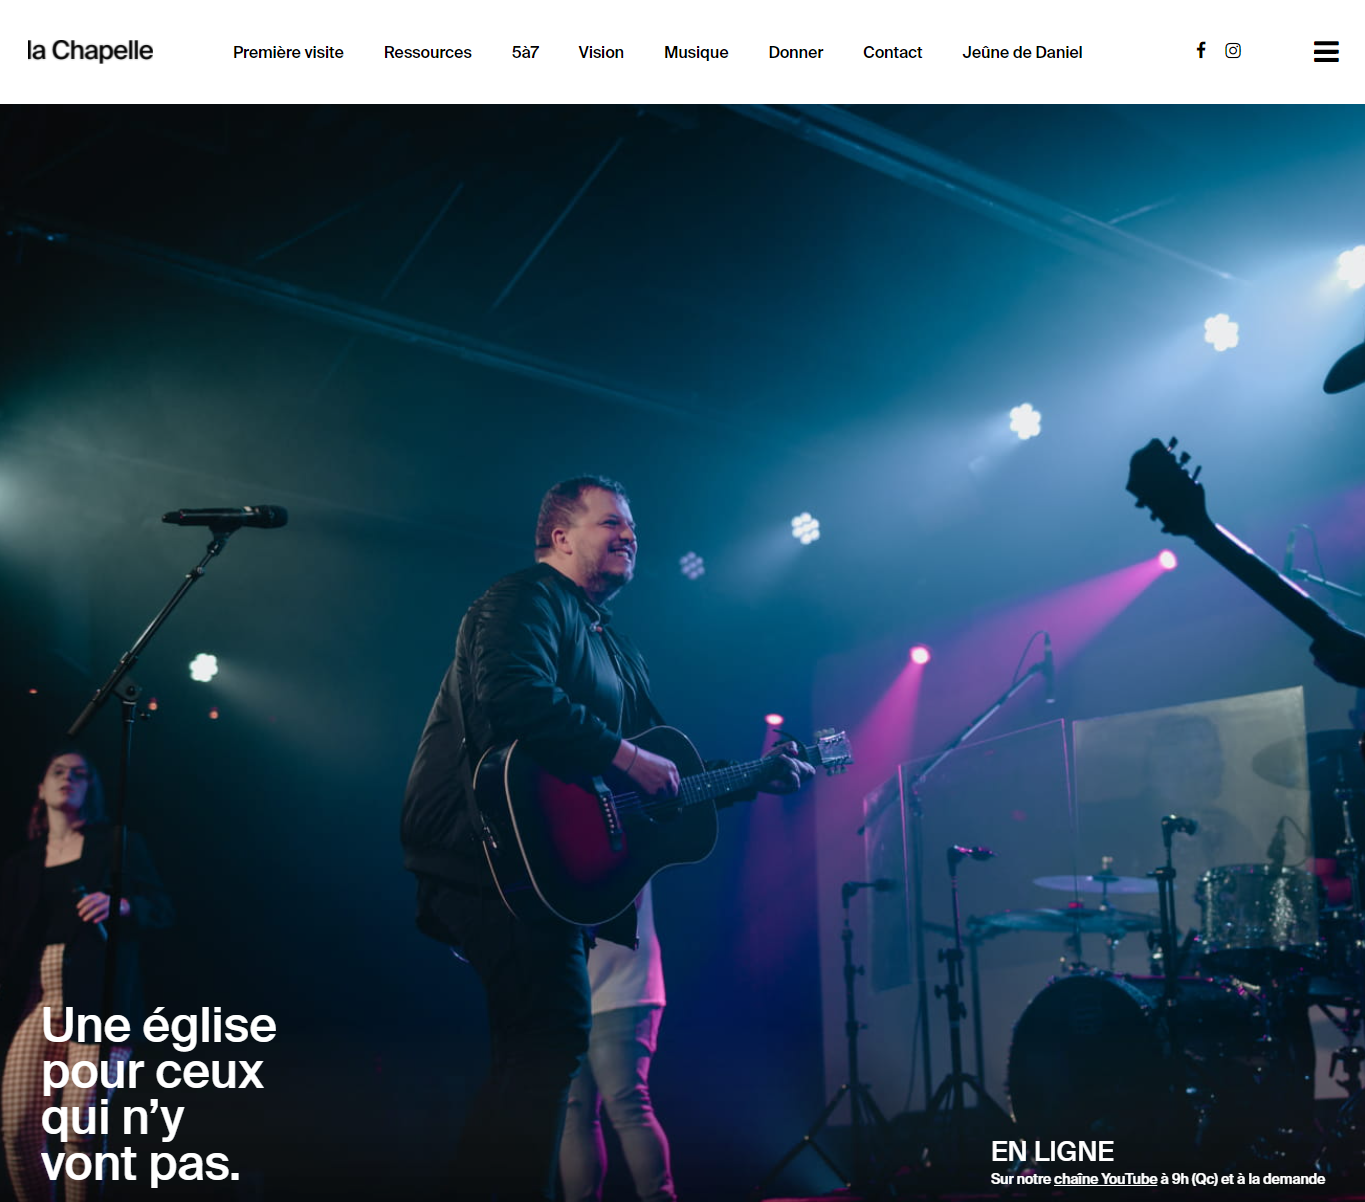 la Chapelle
Première visite Ressources 5à7 Vision Musique Donner Contact Jeûne de Daniel
Une église
pour ceux
qui n’y
vont pas.
EN LIGNE
Sur notre chaîne YouTube à 9h (Qc) et à la demande